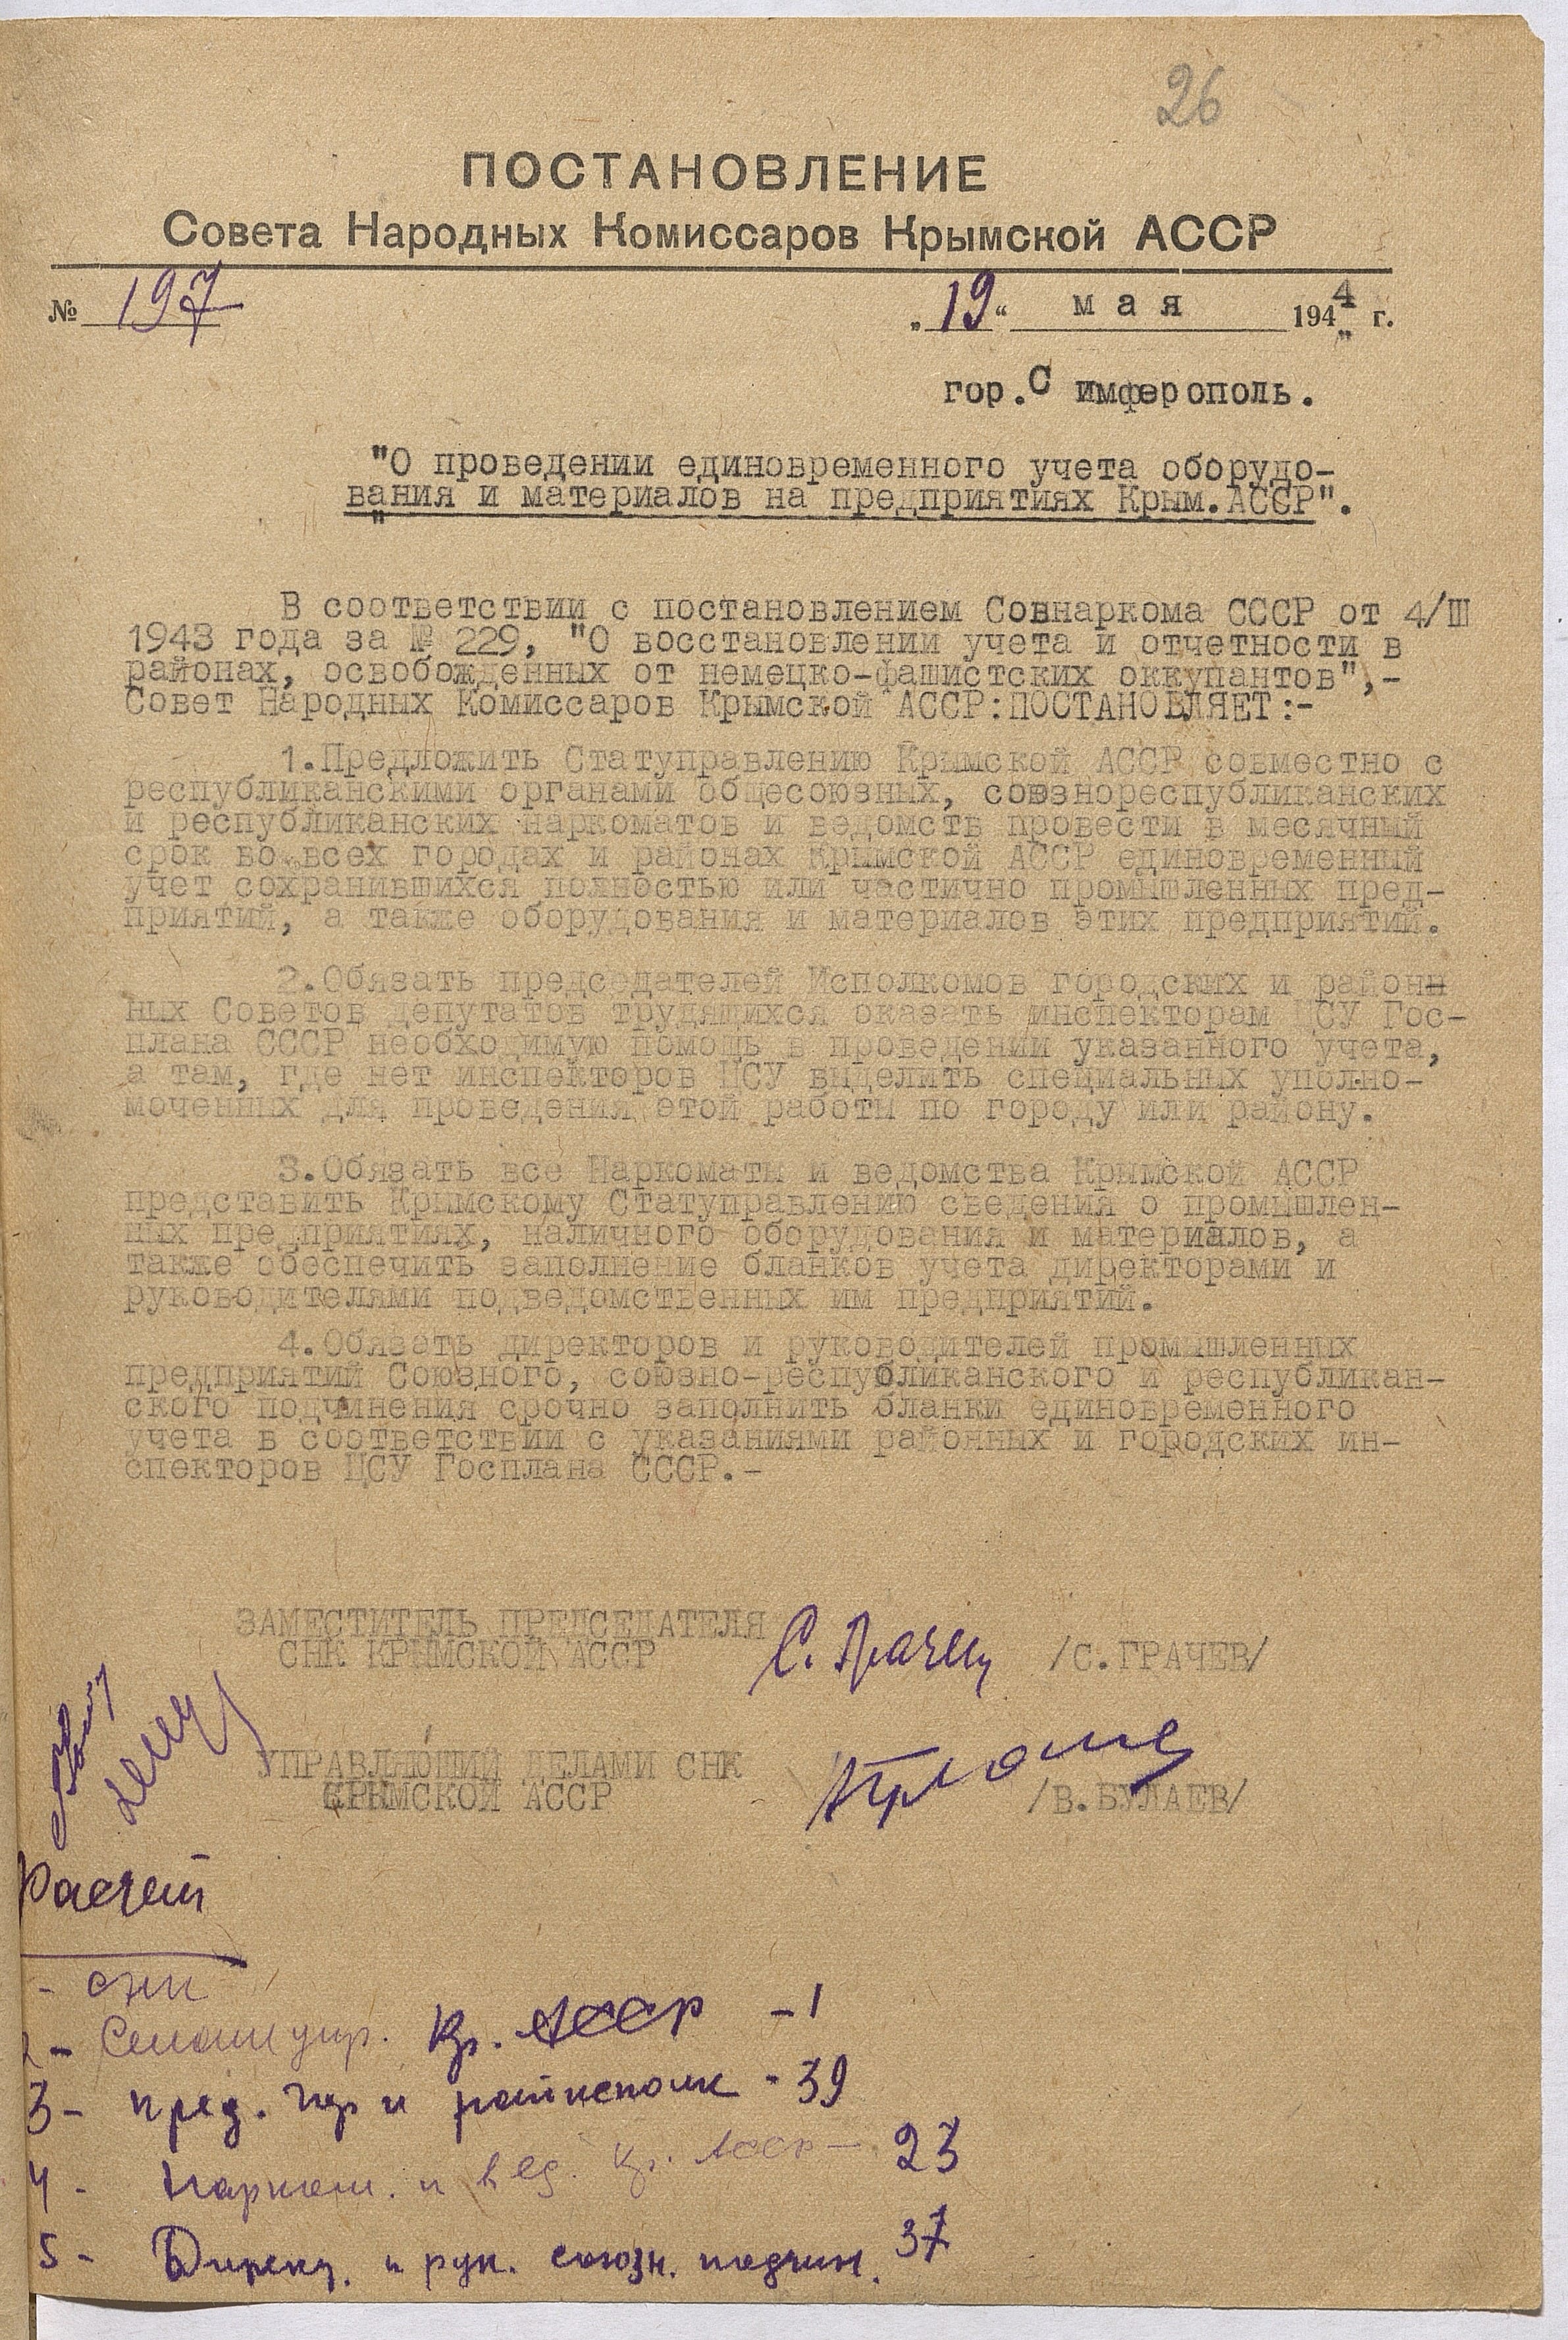 26
ПОСТАНОВЛЕНИЕ
Совета Народных Комиссаров Крымской АССР
№ 197
„19“ мая 1944 г.
гор.Симферополь.
"О проведении единовременного учета оборудо-
вания и материалов на предприятиях Крым.АССР".
В соответствии с постановлением Совнаркома СССР от 4/III
1943 года за № 229, "О восстановлении учета и отчетности в
районах, освобожденных от немецко-фашистских оккупантов",-
Совет Народных Комиссаров Крымской АССР:ПОСТАНОВЛЯЕТ:-
1.Предложить Статуправлению Крымской АССР совместно с
республиканскими органами общесоюзных, союзнореспубликанских
и республиканских наркоматов и ведомств провести в месячный
срок во всех городах и районах Крымской АССР единовременный
учет сохранившихся полностью или частично промышленных пред-
приятий, а также оборудования и материалов этих предприятий.
2.Обязать председателей Исполкомов городских и районн
ных Советов депутатов трудящихся оказать инспекторам ЦСУ Гос-
плана СССР необходимую помощь в проведении указанного учета,
а там, где нет инспекторов ЦСУ выделить специальных уполно-
моченных для проведения этой работы по городу или району.
3.Обязать все Наркоматы и ведомства Крымской АССР
представить Крымскому Статуправлению сведения о промышлен-
ных предприятиях, наличного оборудования и материалов, а
также обеспечить заполнение бланков учета директорами и
руководителями подведомственных им предприятий.
4.Обязать директоров и руководителей промышленных
предприятий Союзного, союзно-республиканского и республикан-
ского подчинения срочно заполнить бланки единовременного
учета в соответствии с указаниями районных и городских ин-
спекторов ЦСУ Госплана СССР.-
ЗАМЕСТИТЕЛЬ ПРЕДСЕДАТЕЛЯ
СНК КРЫМСКОЙ АССР С. Грачев /С.ГРАЧЕВ/
УПРАВЛЯЮЩИЙ ДЕЛАМИ СНК
КРЫМСКОЙ АССР /В.БУЛАЕВ/
Расчет
- СНК
2 - Статупр. Кр. АССР - 1
3 - пред. гор и райисполк - 39
4 - Нарком. и вед. Кр. АССР - 23
5 - Директ. и рук. союзн. подчин. 37